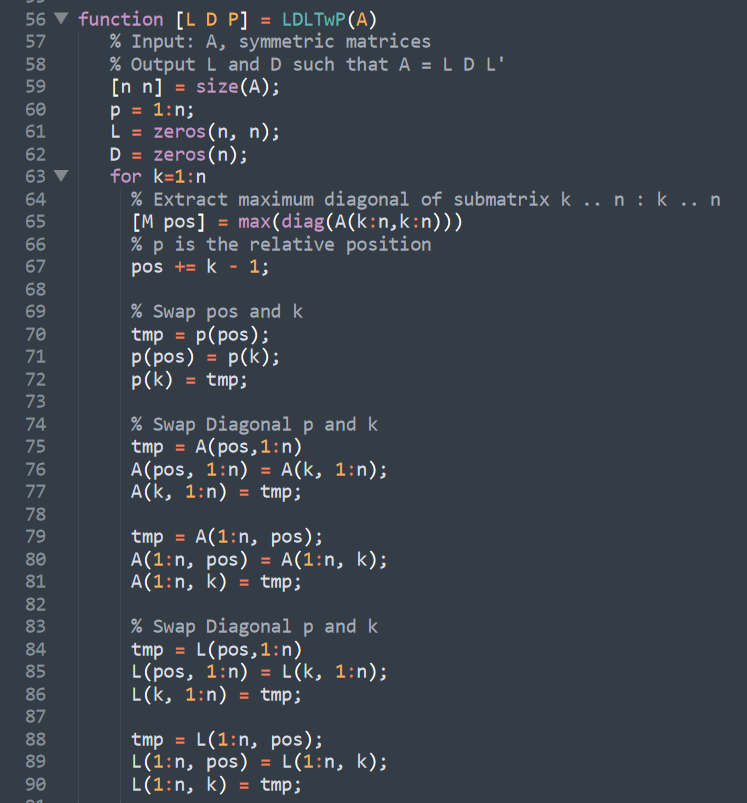 56 ▼ function [L D P] = LDLTwP(A)
57 % Input: A, symmetric matrices
58 % Output L and D such that A = L D L'
59 [n n] = size(A);
60 p = 1:n;
61 L = zeros(n, n);
62 D = zeros(n);
63 ▼ for k=1:n
64 % Extract maximum diagonal of submatrix k .. n : k .. n
65 [M pos] = max(diag(A(k:n,k:n)))
66 % p is the relative position
67 pos += k - 1;
68
69 % Swap pos and k
70 tmp = p(pos);
71 p(pos) = p(k);
72 p(k) = tmp;
73
74 % Swap Diagonal p and k
75 tmp = A(pos,1:n)
76 A(pos, 1:n) = A(k, 1:n);
77 A(k, 1:n) = tmp;
78
79 tmp = A(1:n, pos);
80 A(1:n, pos) = A(1:n, k);
81 A(1:n, k) = tmp;
82
83 % Swap Diagonal p and k
84 tmp = L(pos,1:n)
85 L(pos, 1:n) = L(k, 1:n);
86 L(k, 1:n) = tmp;
87
88 tmp = L(1:n, pos);
89 L(1:n, pos) = L(1:n, k);
90 L(1:n, k) = tmp;